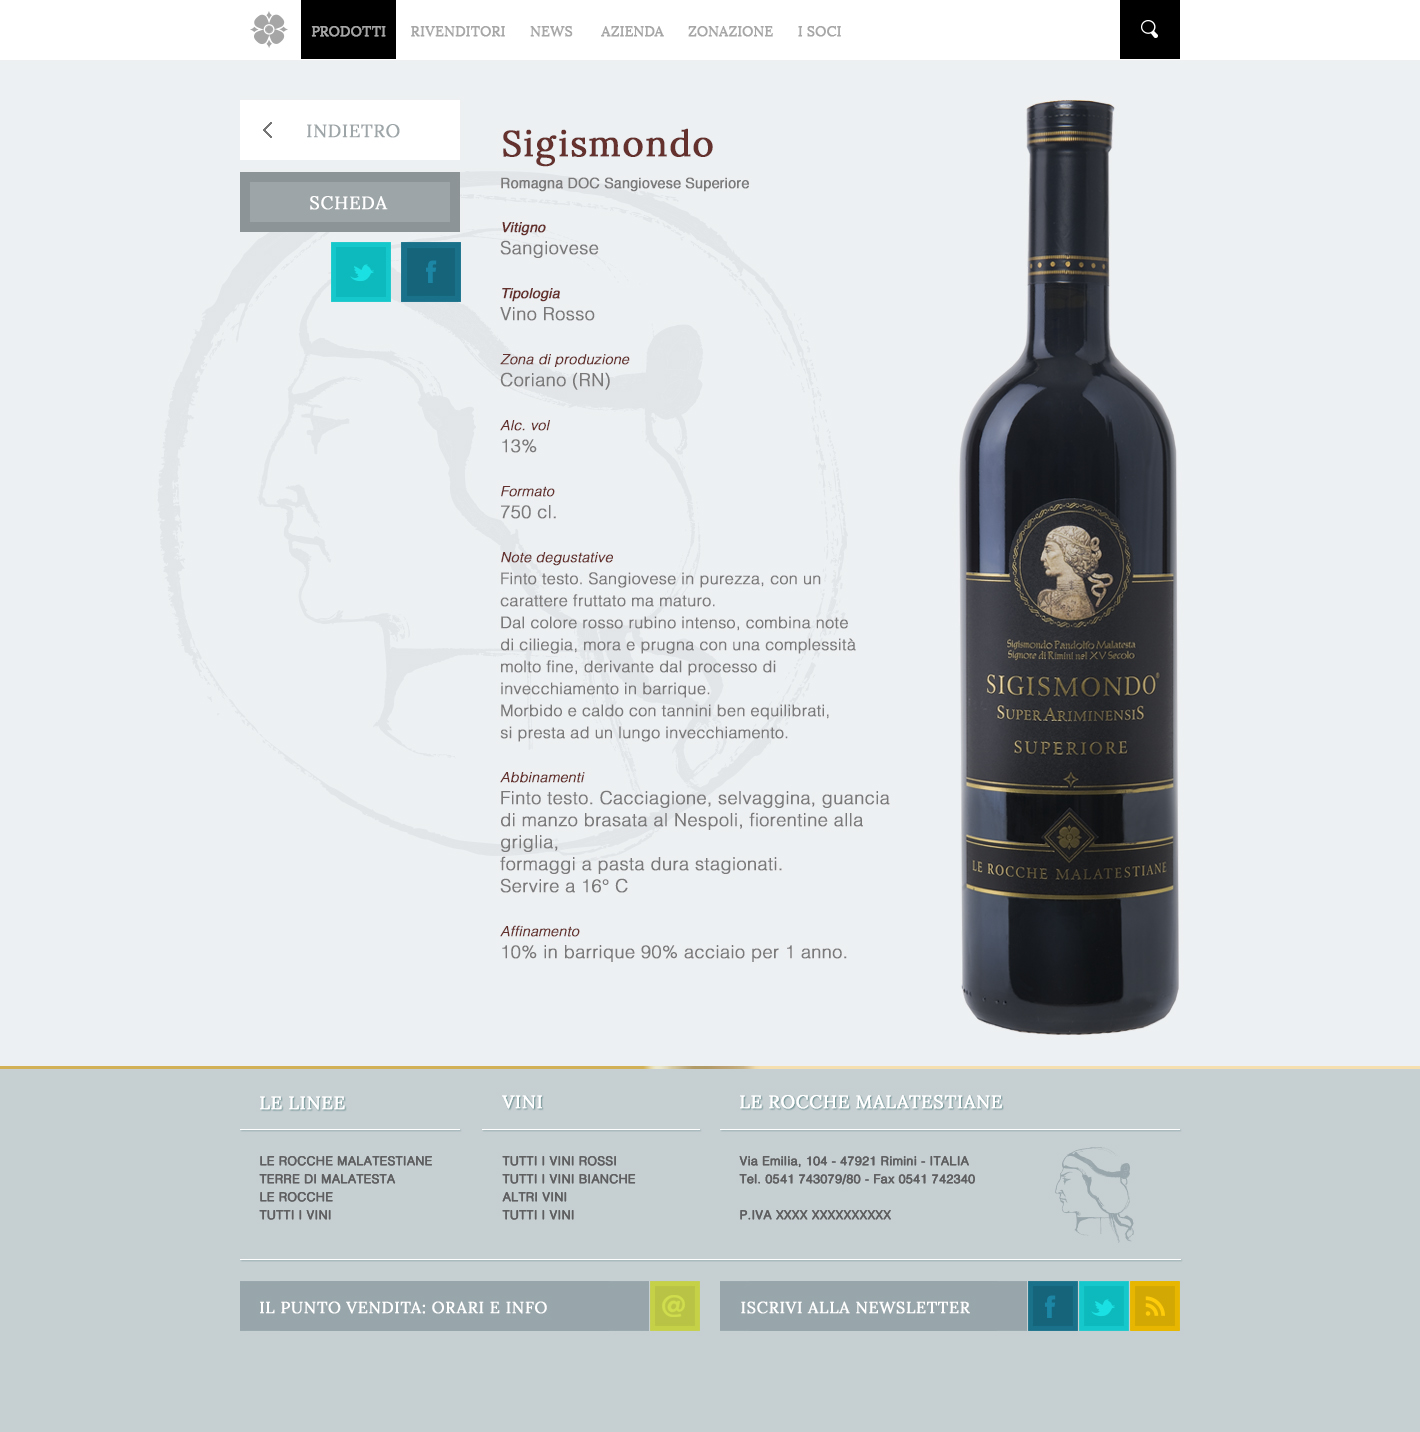 PRODOTTI
RIVENDITORI
NEWS
AZIENDA
ZONAZIONE
I SOCI
INDIETRO
SCHEDA
Sigismondo
Romagna DOC Sangiovese Superiore
Vitigno
Sangiovese
Tipologia
Vino Rosso
Zona di produzione
Coriano (RN)
Alc. vol
13%
Formato
750 cl.
Note degustative
Finto testo. Sangiovese in purezza, con un
carattere fruttato ma maturo.
Dal colore rosso rubino intenso, combina note
di ciliegia, mora e prugna con una complessità
molto fine, derivante dal processo di
invecchiamento in barrique.
Morbido e caldo con tannini ben equilibrati,
si presta ad un lungo invecchiamento.
Abbinamenti
Finto testo. Cacciagione, selvaggina, guancia
di manzo brasata al Nespoli, fiorentine alla
griglia,
formaggi a pasta dura stagionati.
Servire a 16° C
Affinamento
10% in barrique 90% acciaio per 1 anno.
Sigismondo Pandolfo Malatesta
Signore di Rimini nel XV Secolo
SIGISMONDO®
SUPERARIMINENSIS
SUPERIORE
LE ROCCHE MALATESTIANE
LE LINEE
LE ROCCHE MALATESTIANE
TERRE DI MALATESTA
LE ROCCHE
TUTTI I VINI
VINI
TUTTI I VINI ROSSI
TUTTI I VINI BIANCHE
ALTRI VINI
TUTTI I VINI
LE ROCCHE MALATESTIANE
Via Emilia, 104 - 47921 Rimini - ITALIA
Tel. 0541 743079/80 - Fax 0541 742340
P.IVA XXXX XXXXXXXXXX
IL PUNTO VENDITA: ORARI E INFO
@
ISCRIVI ALLA NEWSLETTER